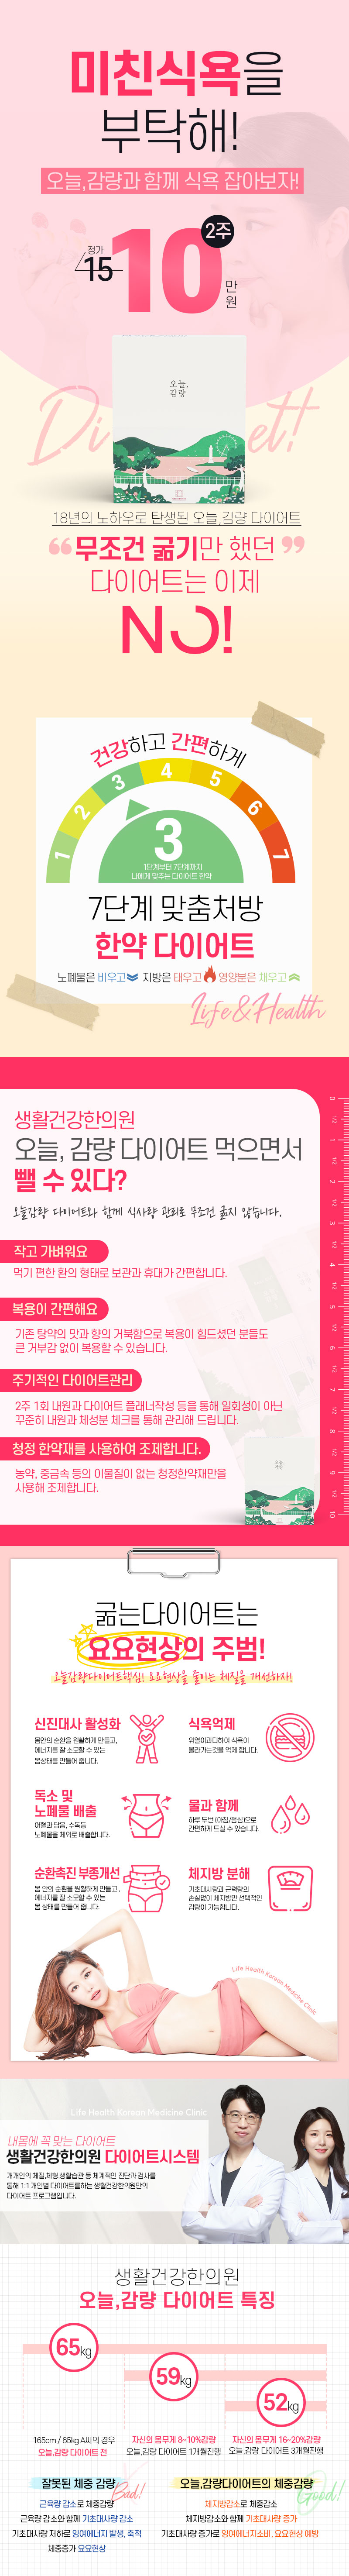 미친식욕을
부탁해!
오늘,감량과 함께 식욕 잡아보자!
2주
정가
15
10
만
원
Di et!
오늘,
감량
18년의 노하우로 탄생된 오늘,감량 다이어트
“무조건 굶기만 했던”
다이어트는 이제
NO!
건강하고 간편하게
1 2 3 4 5 6 7
3
1단계부터 7단계까지
나에게 맞추는 다이어트 한약
7단계 맞춤처방
한약 다이어트
노폐물은 비우고 지방은 태우고 영양분은 채우고
Life&Health
생활건강한의원
오늘, 감량 다이어트 먹으면서
뺄 수 있다?
오늘감량 다이어트와 함께 식사량 관리로 무조건 굶지 않습니다.
작고 가벼워요
먹기 편한 환의 형태로 보관과 휴대가 간편합니다.
복용이 간편해요
기존 탕약의 맛과 향의 거북함으로 복용이 힘드셨던 분들도
큰 거부감 없이 복용할 수 있습니다.
주기적인 다이어트관리
2주 1회 내원과 다이어트 플래너작성 등을 통해 일회성이 아닌
꾸준히 내원과 체성분 체크를 통해 관리해 드립니다.
청정 한약재를 사용하여 조제합니다.
농약, 중금속 등의 이물질이 없는 청정한약재만을
사용해 조제합니다.
오늘,
감량
0 1/2 1 1/2 2 1/2 3 1/2 4 1/2 5 1/2 6 1/2 7 1/2 8 1/2 9 1/2 10
굶는다이어트는
요요현상의 주범!
오늘감량다이어트핵심! 요요현상을 줄이는 체질을 개선하자!
신진대사 활성화
몸안의 순환을 원활하게 만들고,
에너지를 잘 소모할 수 있는
몸상태를 만들어 줍니다.
식욕억제
위열이과다하여 식욕이
올라가는것을 억제 합니다.
독소 및
노폐물 배출
어혈과 담음, 수독등
노폐물을 체외로 배출합니다.
물과 함께
하루 두번 (아침/점심)으로
간편하게 드실 수 있습니다.
순환촉진 부종개선
몸 안의 순환을 원활하게 만들고,
에너지를 잘 소모할 수 있는
몸 상태를 만들어 줍니다.
체지방 분해
기초대사량과 근력량의
손실없이 체지방만 선택적인
감량이 가능합니다.
Life Health Korean Medicine Clinic
Life Health Korean Medicine Clinic
내몸에 꼭 맞는 다이어트
생활건강한의원 다이어트시스템
개개인의 체질,체형,생활습관 등 체계적인 진단과 검사를
통해 1:1 개인별 다이어트를하는 생활건강한의원만의
다이어트 프로그램입니다.
생활건강한의원
오늘,감량 다이어트 특징
65kg
59kg
52kg
165cm / 65kg A씨의 경우
오늘,감량 다이어트 전
자신의 몸무게 8~10%감량
오늘,감량 다이어트 1개월진행
자신의 몸무게 16~20%감량
오늘,감량 다이어트 3개월진행
잘못된 체중 감량
Bad!
근육량 감소로 체중감량
근육량 감소와 함께 기초대사량 감소
기초대사량 저하로 잉여에너지 발생, 축적
체중증가 요요현상
오늘,감량다이어트의 체중감량
Good!
체지방감소로 체중감소
체지방감소와 함께 기초대사량 증가
기초대사량 증가로 잉여에너지소비, 요요현상 예방